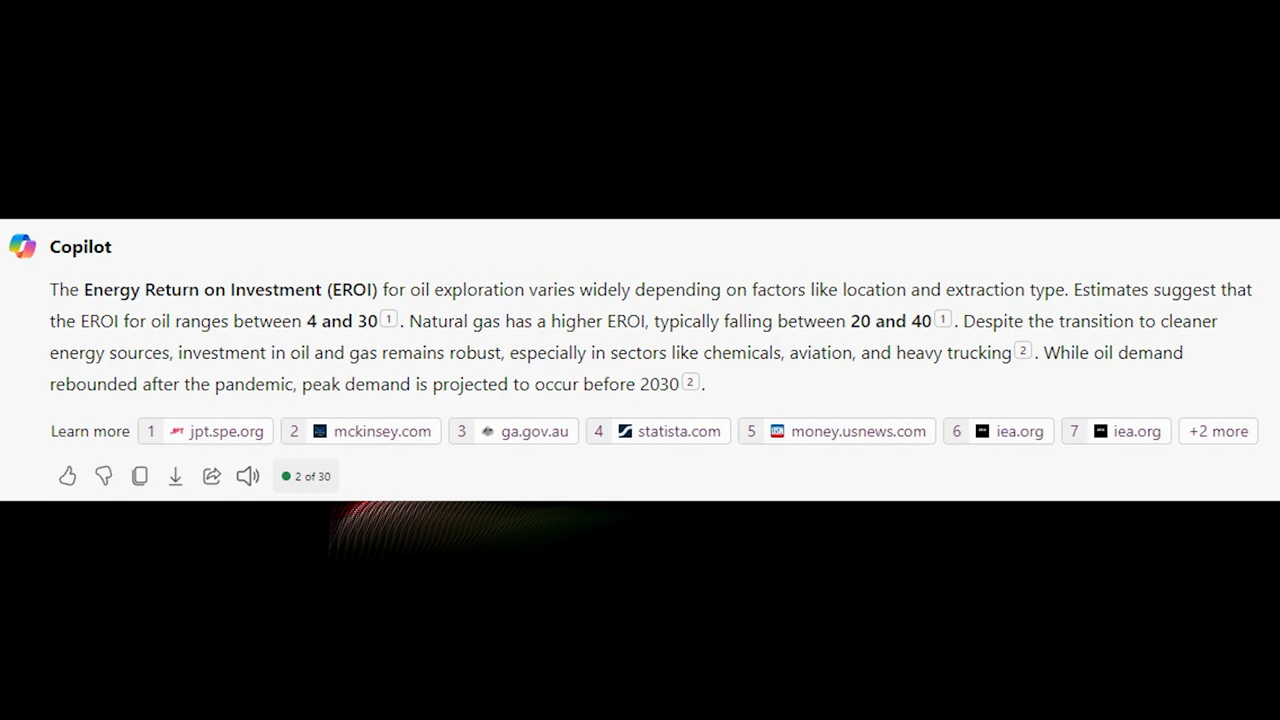 Copilot
The Energy Return on Investment (EROI) for oil exploration varies widely depending on factors like location and extraction type. Estimates suggest that
the EROI for oil ranges between 4 and 30 1. Natural gas has a higher EROI, typically falling between 20 and 40 1. Despite the transition to cleaner
energy sources, investment in oil and gas remains robust, especially in sectors like chemicals, aviation, and heavy trucking 2. While oil demand
rebounded after the pandemic, peak demand is projected to occur before 2030 2.
Learn more 1 jpt.spe.org 2 mckinsey.com 3 ga.gov.au 4 statista.com 5 money.usnews.com 6 iea.org 7 iea.org +2 more
2 of 30